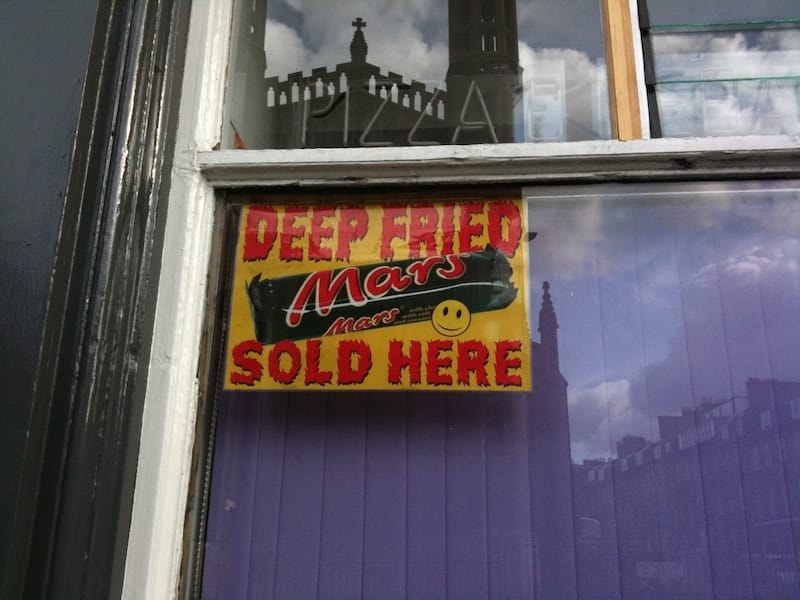 PIZZA
DEEP FRIED
Mars
Mars
SOLD HERE